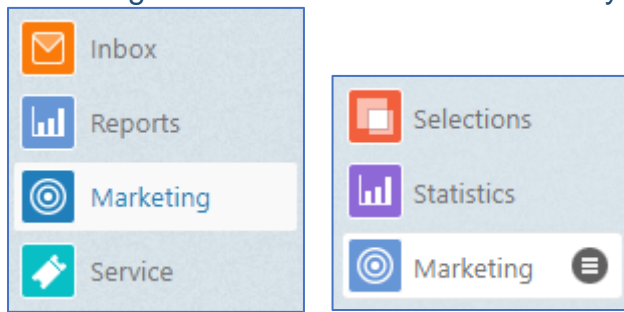 Inbox
Reports
Marketing
Service
Selections
Statistics
Marketing